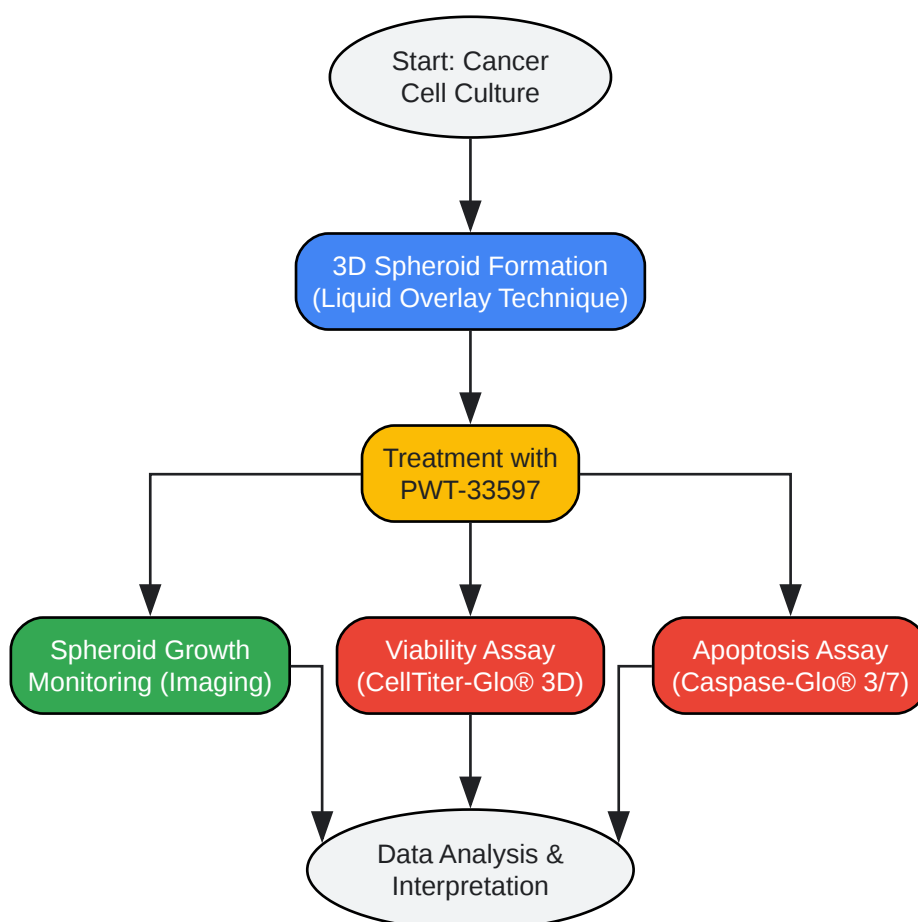 Start: Cancer
Cell Culture
3D Spheroid Formation
(Liquid Overlay Technique)
Treatment with
PWT-33597
Spheroid Growth
Monitoring (Imaging)
Viability Assay
(CellTiter-Glo® 3D)
Apoptosis Assay
(Caspase-Glo® 3/7)
Data Analysis &
Interpretation